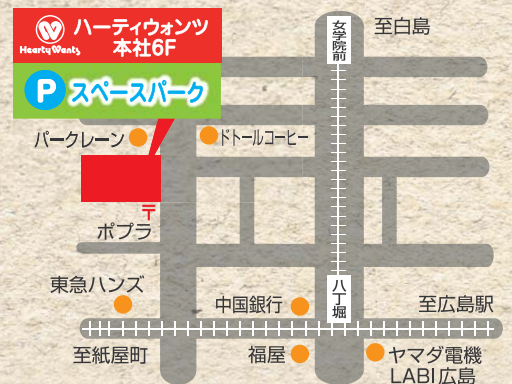 Hearty Wants
ハーティウォンツ
本社6F
P スペースパーク
女学院前
至白島
パークレーン
ドトールコーヒー
〒
ポプラ
東急ハンズ
中国銀行
八丁堀
至広島駅
至紙屋町
福屋
ヤマダ電機
LABI広島